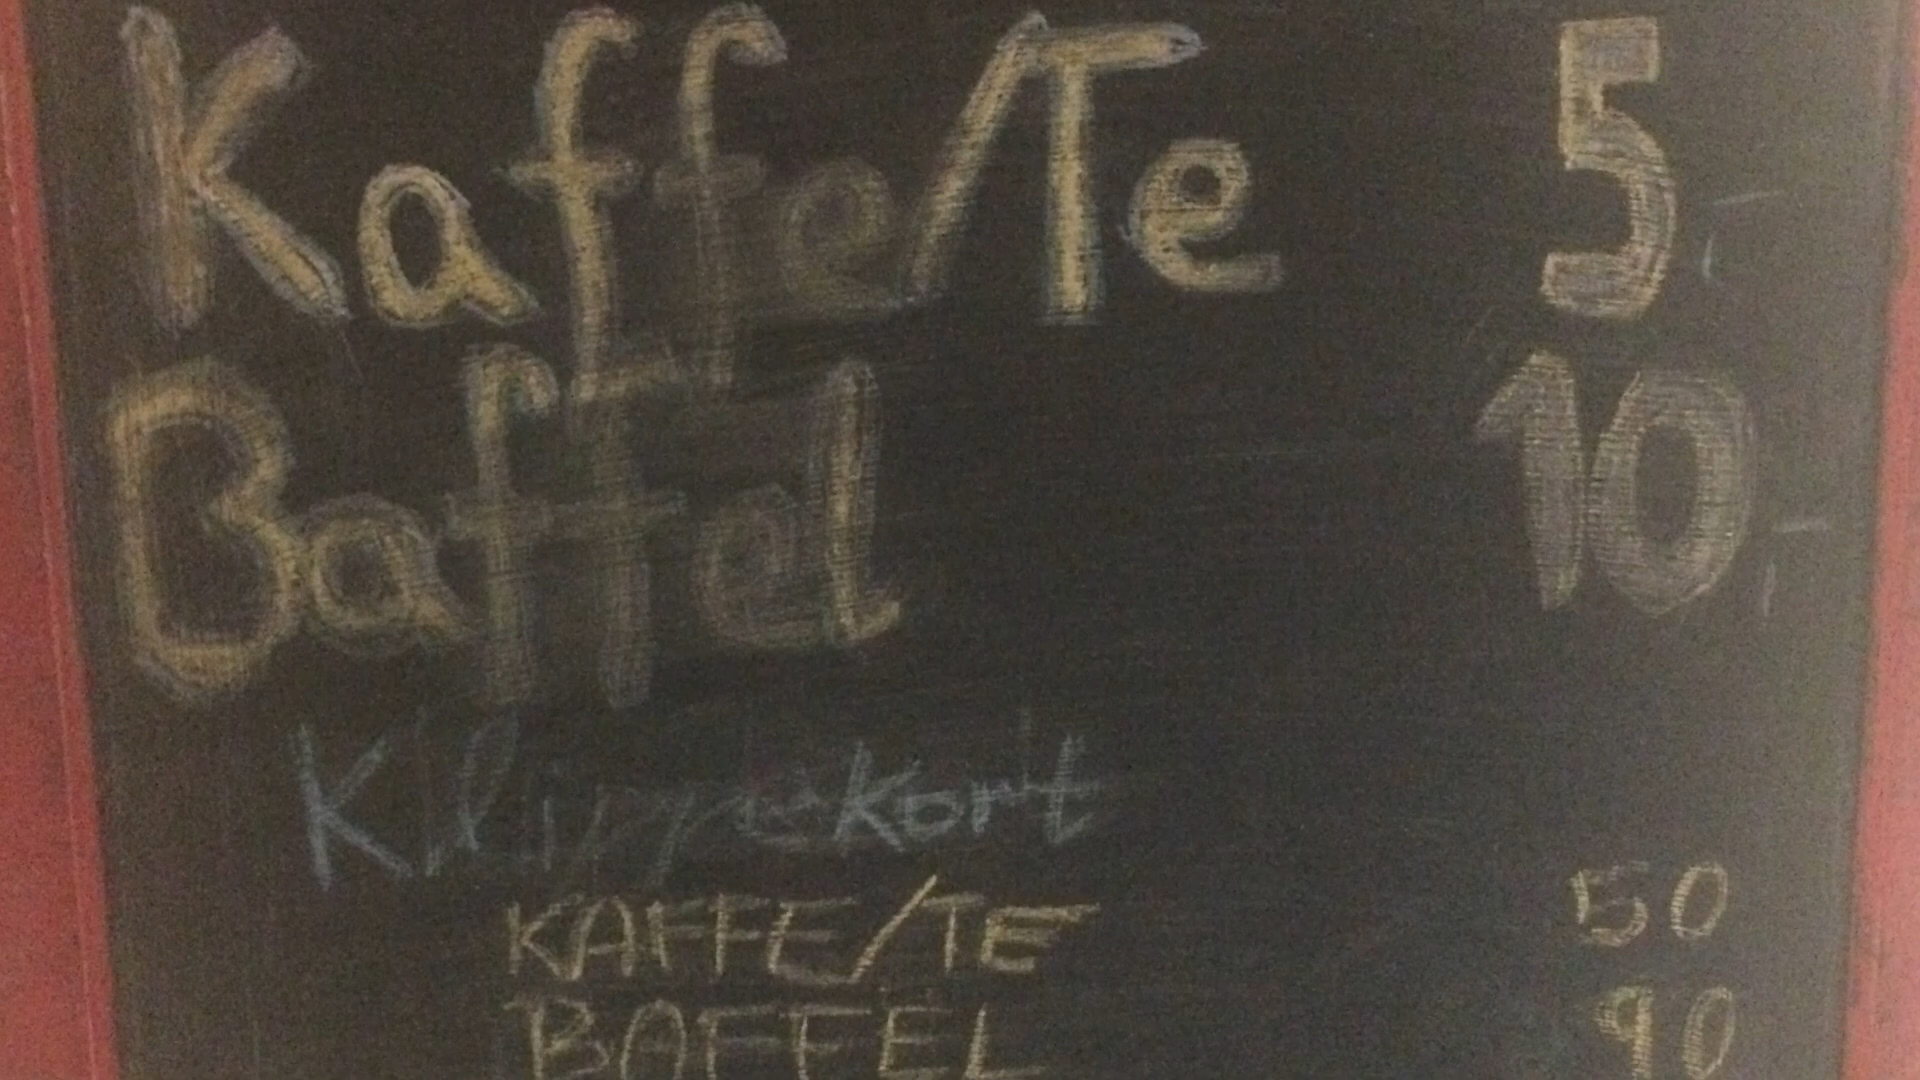 Kaffe/Te 5,-
Baffel 10,-
Klippekort
KAFFE/TE 50
BAFFEL 90